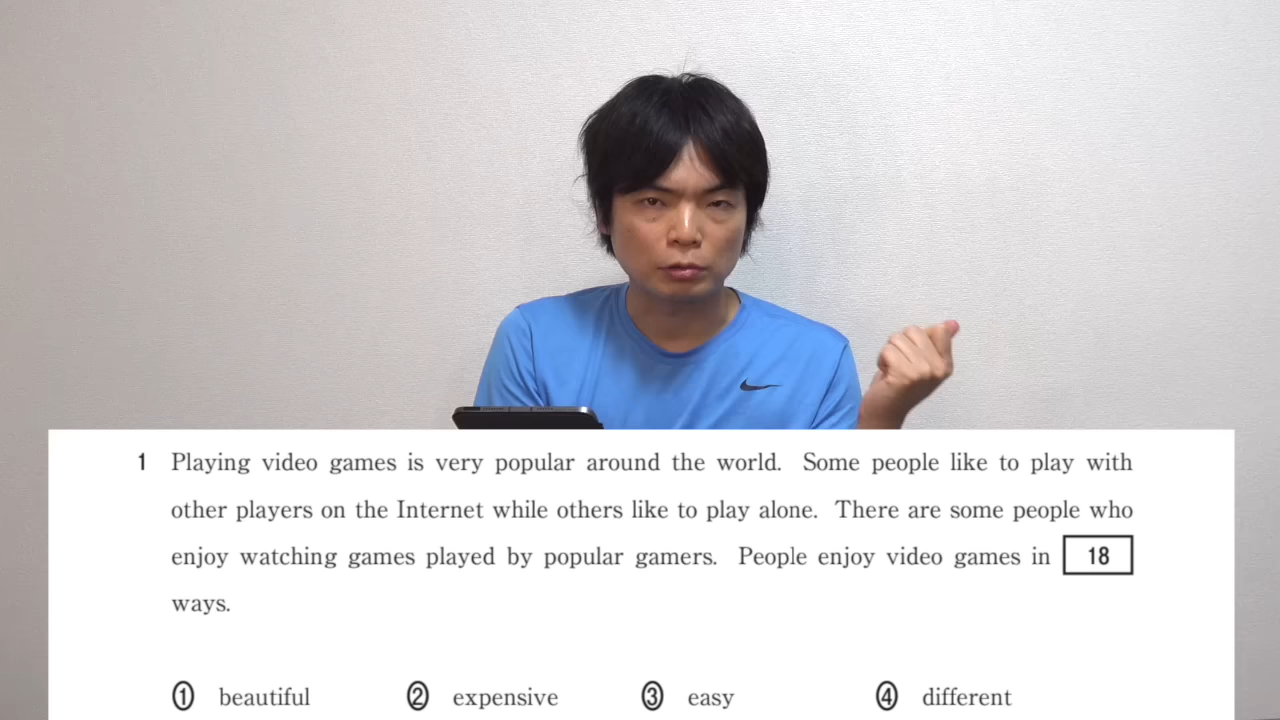 1 Playing video games is very popular around the world. Some people like to play with
other players on the Internet while others like to play alone. There are some people who
enjoy watching games played by popular gamers. People enjoy video games in 18
ways.
① beautiful ② expensive ③ easy ④ different